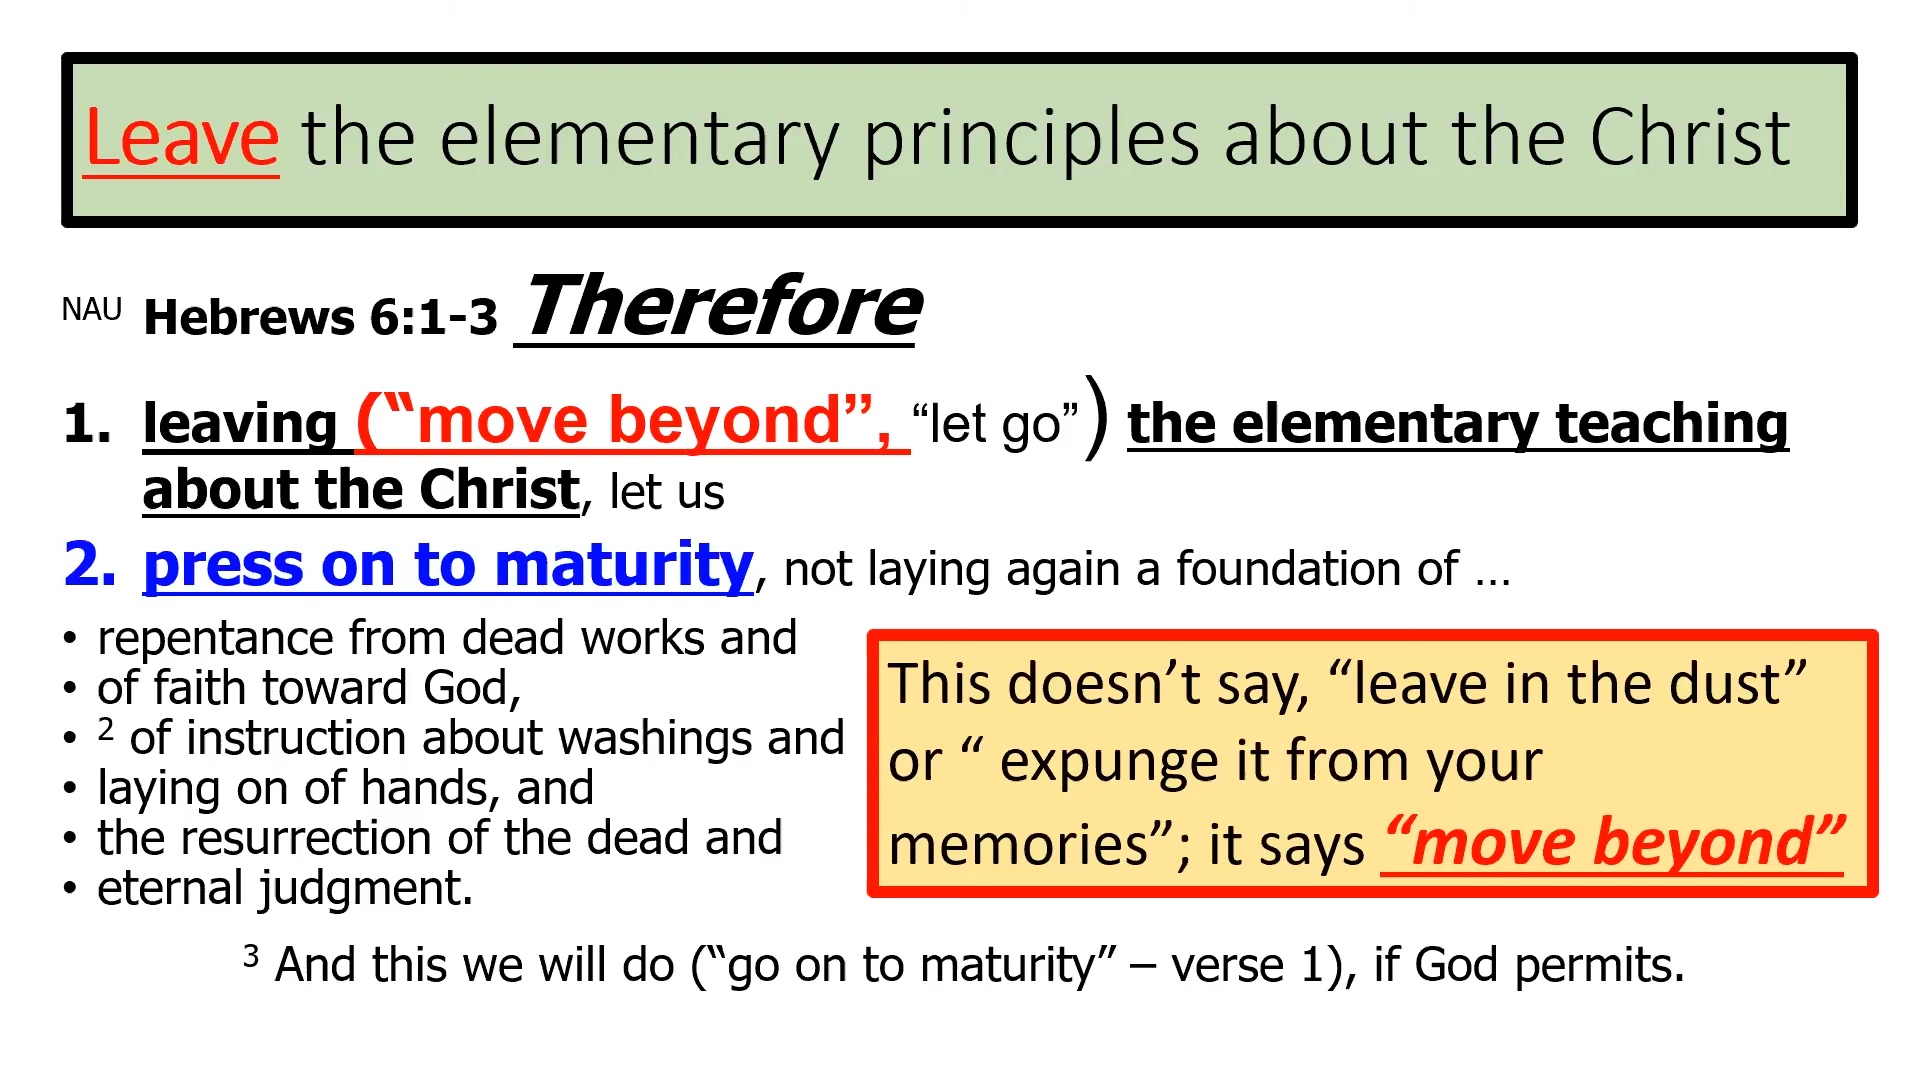 Leave the elementary principles about the Christ
NAU Hebrews 6:1-3 Therefore
1. leaving (“move beyond”, “let go”) the elementary teaching
about the Christ, let us
2. press on to maturity, not laying again a foundation of …
• repentance from dead works and
• of faith toward God,
• 2 of instruction about washings and
• laying on of hands, and
• the resurrection of the dead and
• eternal judgment.
This doesn’t say, “leave in the dust”
or “ expunge it from your
memories”; it says “move beyond”
3 And this we will do (“go on to maturity” – verse 1), if God permits.